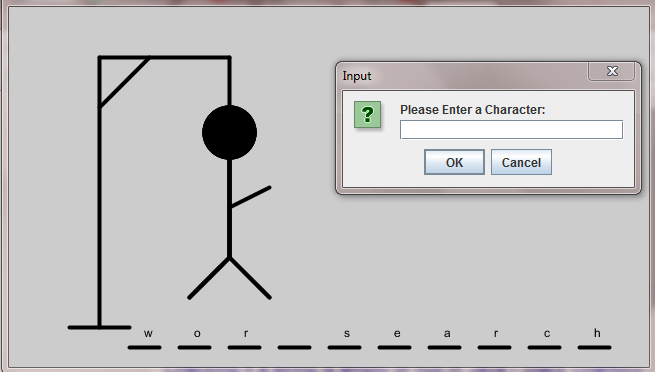 Input
x
?
Please Enter a Character:
OK Cancel
w o r s e a r c h